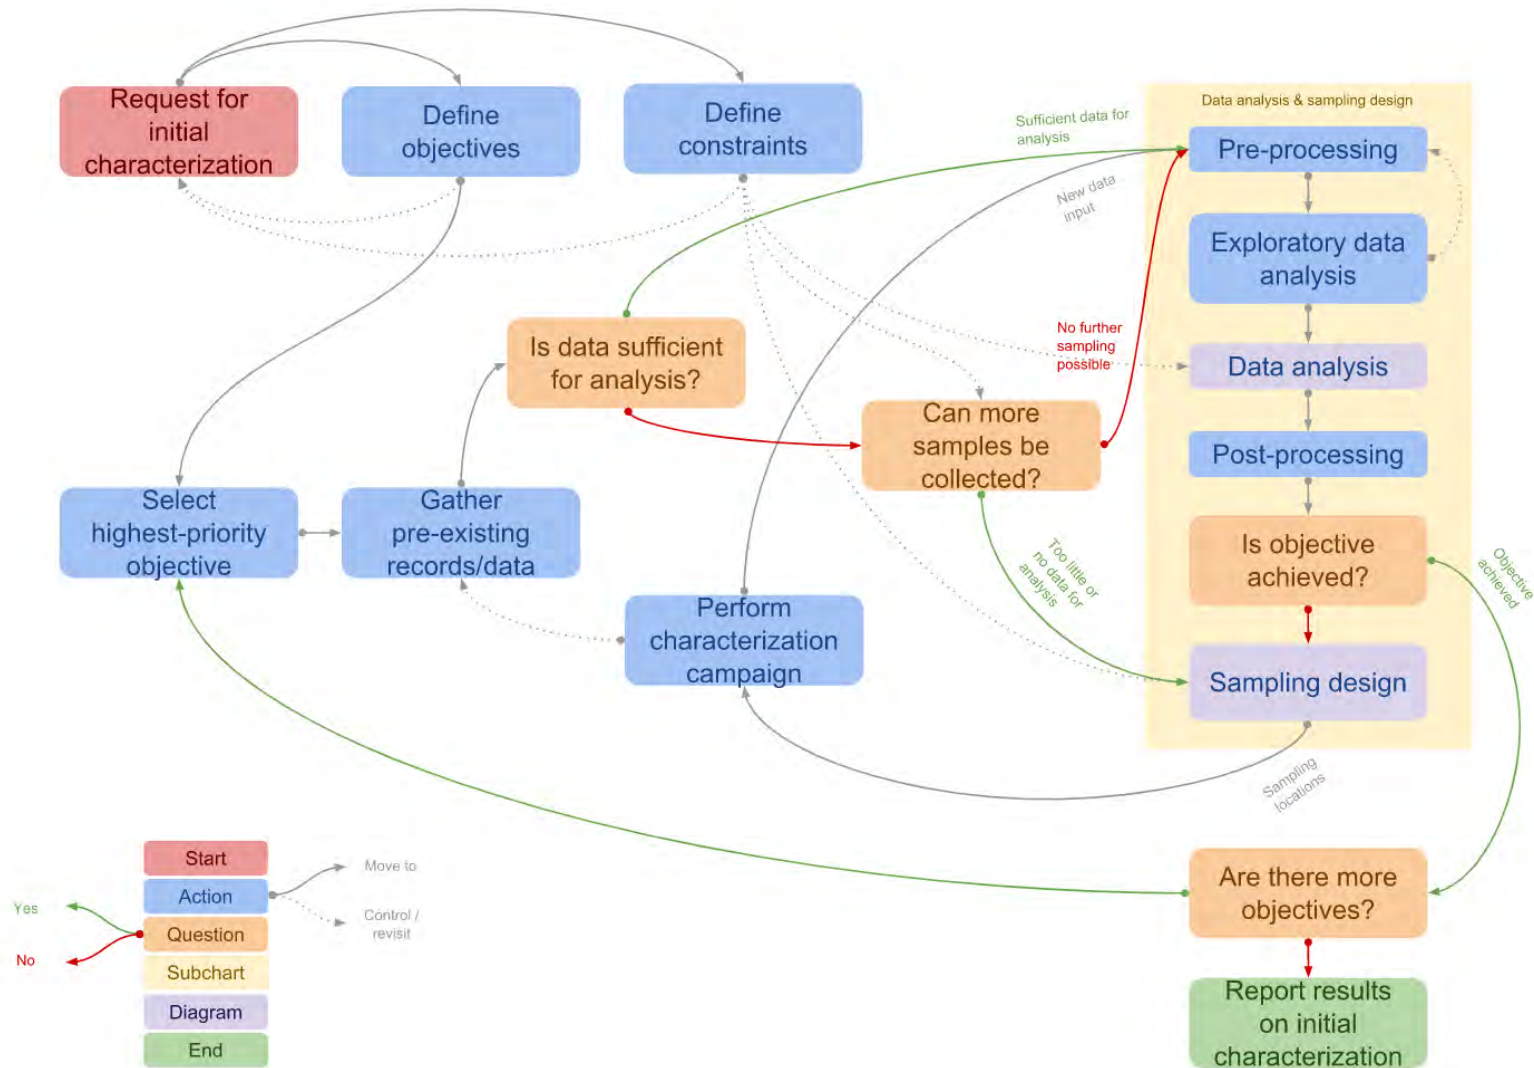 Request for
initial
characterization
Define
objectives
Define
constraints
Data analysis & sampling design
Sufficient data for
analysis
Pre-processing
New data
input
Exploratory data
analysis
Is data sufficient
for analysis?
No further
sampling
possible
Data analysis
Can more
samples be
collected?
Post-processing
Select
highest-priority
objective
Gather
pre-existing
records/data
Is objective
achieved?
Objective
achieved
Too little or
no data for
analysis
Perform
characterization
campaign
Sampling design
Sampling
locations
Are there more
objectives?
Report results
on initial
characterization
Start
Action
Question
Subchart
Diagram
End
Move to
Control /
revisit
Yes
No